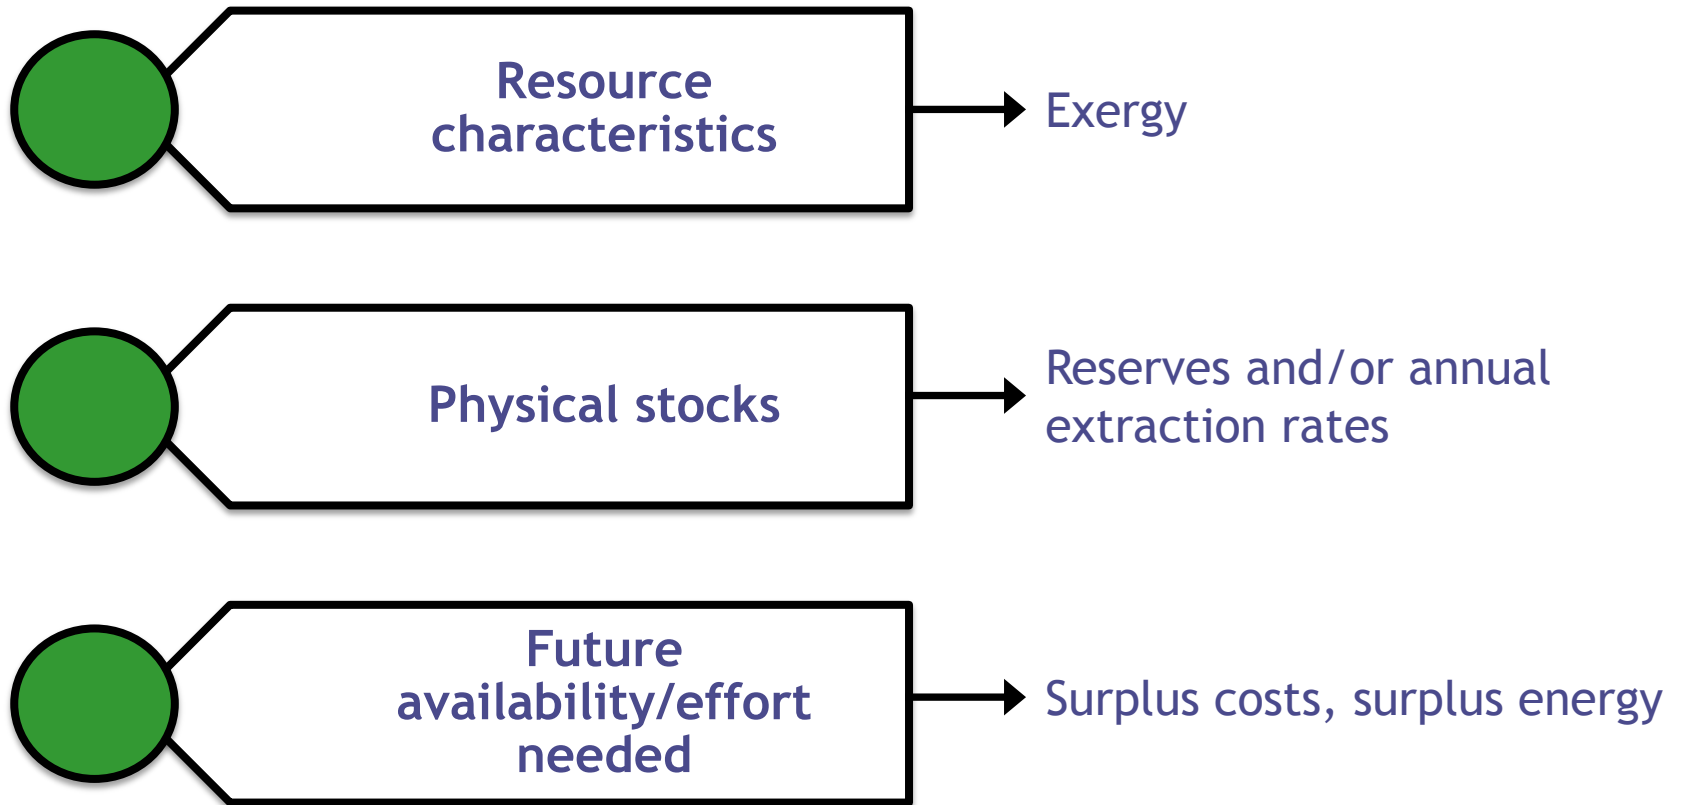 Resource
characteristics
Exergy
Physical stocks
Reserves and/or annual
extraction rates
Future
availability/effort
needed
Surplus costs, surplus energy